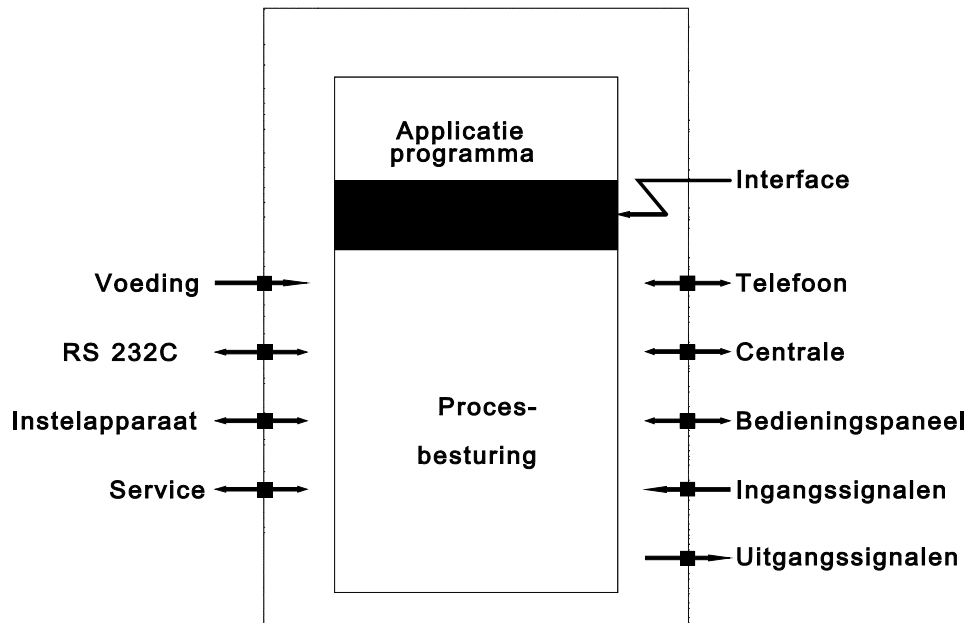 Applicatie
programma
Interface
Voeding
Telefoon
RS 232C
Centrale
Instelapparaat
Proces-
besturing
Bedieningspaneel
Service
Ingangssignalen
Uitgangssignalen